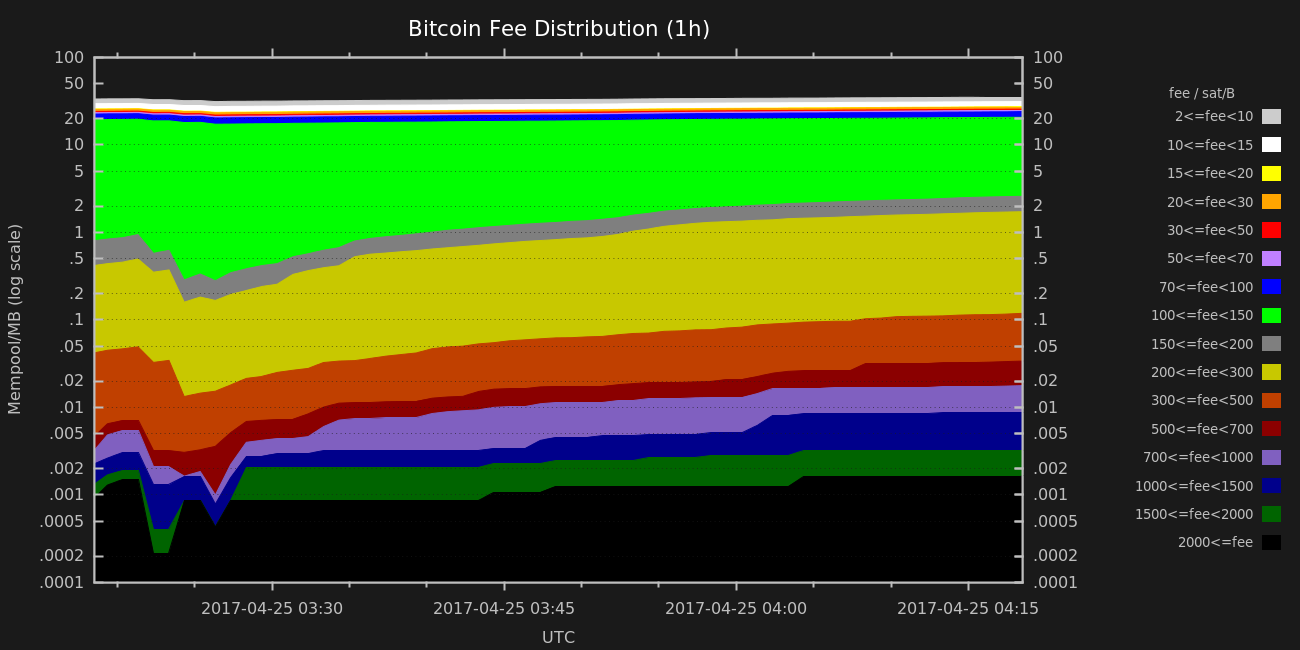 Bitcoin Fee Distribution (1h)
Mempool/MB (log scale)
100
50
20
10
5
2
1
.5
.2
.1
.05
.02
.01
.005
.002
.001
.0005
.0002
.0001
100
50
20
10
5
2
1
.5
.2
.1
.05
.02
.01
.005
.002
.001
.0005
.0002
.0001
2017-04-25 03:30
2017-04-25 03:45
2017-04-25 04:00
2017-04-25 04:15
UTC
fee / sat/B
2<=fee<10
10<=fee<15
15<=fee<20
20<=fee<30
30<=fee<50
50<=fee<70
70<=fee<100
100<=fee<150
150<=fee<200
200<=fee<300
300<=fee<500
500<=fee<700
700<=fee<1000
1000<=fee<1500
1500<=fee<2000
2000<=fee